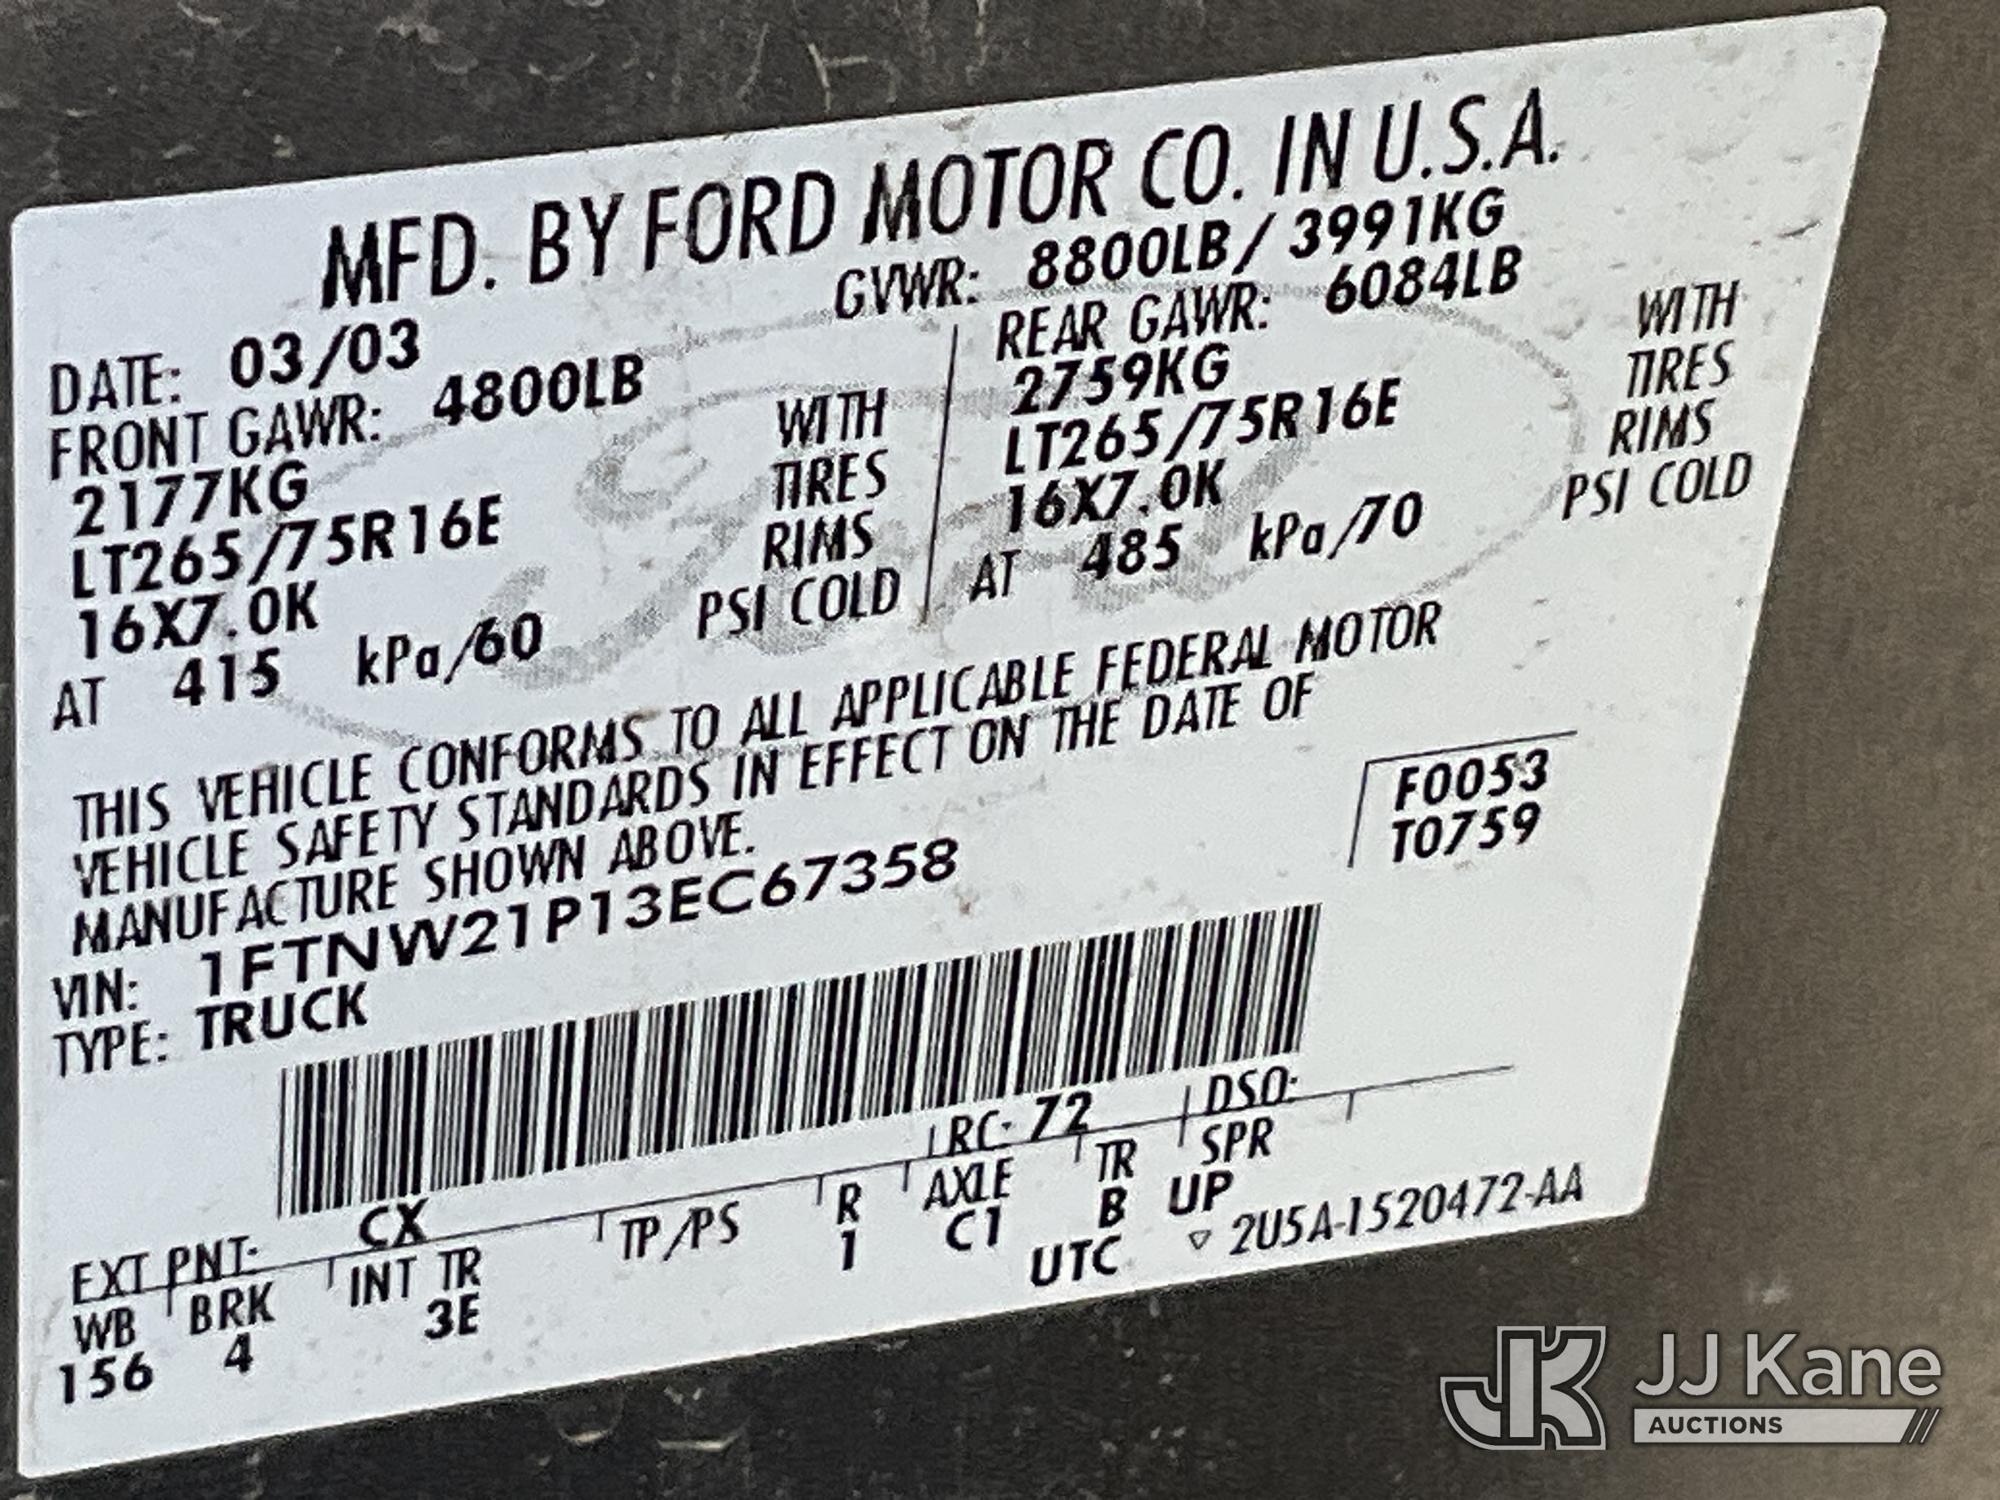 MFD. BY FORD MOTOR CO. IN U.S.A.
DATE: 03/03 GVWR: 8800LB/3991KG
FRONT GAWR: 4800LB REAR GAWR: 6084LB
2177KG WITH 2759KG WITH
LT265/75R16E TIRES LT265/75R16E TIRES
16X7.0K RIMS 16X7.0K RIMS
AT 415 kPa/60 PSI COLD AT 485 kPa/70 PSI COLD
THIS VEHICLE CONFORMS TO ALL APPLICABLE FEDERAL MOTOR
VEHICLE SAFETY STANDARDS IN EFFECT ON THE DATE OF
MANUFACTURE SHOWN ABOVE.
F0053
T0759
VIN: 1FTNW21P13EC67358
TYPE: TRUCK
EXT PNT: CX RC: 72 DSO:
WB BRK INT TR TP/PS R AXLE TR SPR
156 4 3E 1 C1 B UP
UTC ▽ 2U5A-1520472-AA
Ford
JK JJ Kane
AUCTIONS